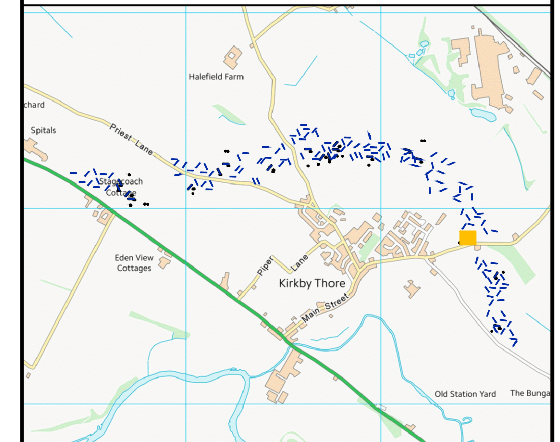 Halefield Farm
chard
Spitals
Priest Lane
Stagecoach
Cottage
Eden View
Cottages
Piper Lane
Kirkby Thore
Main Street
Old Station Yard
The Bunga